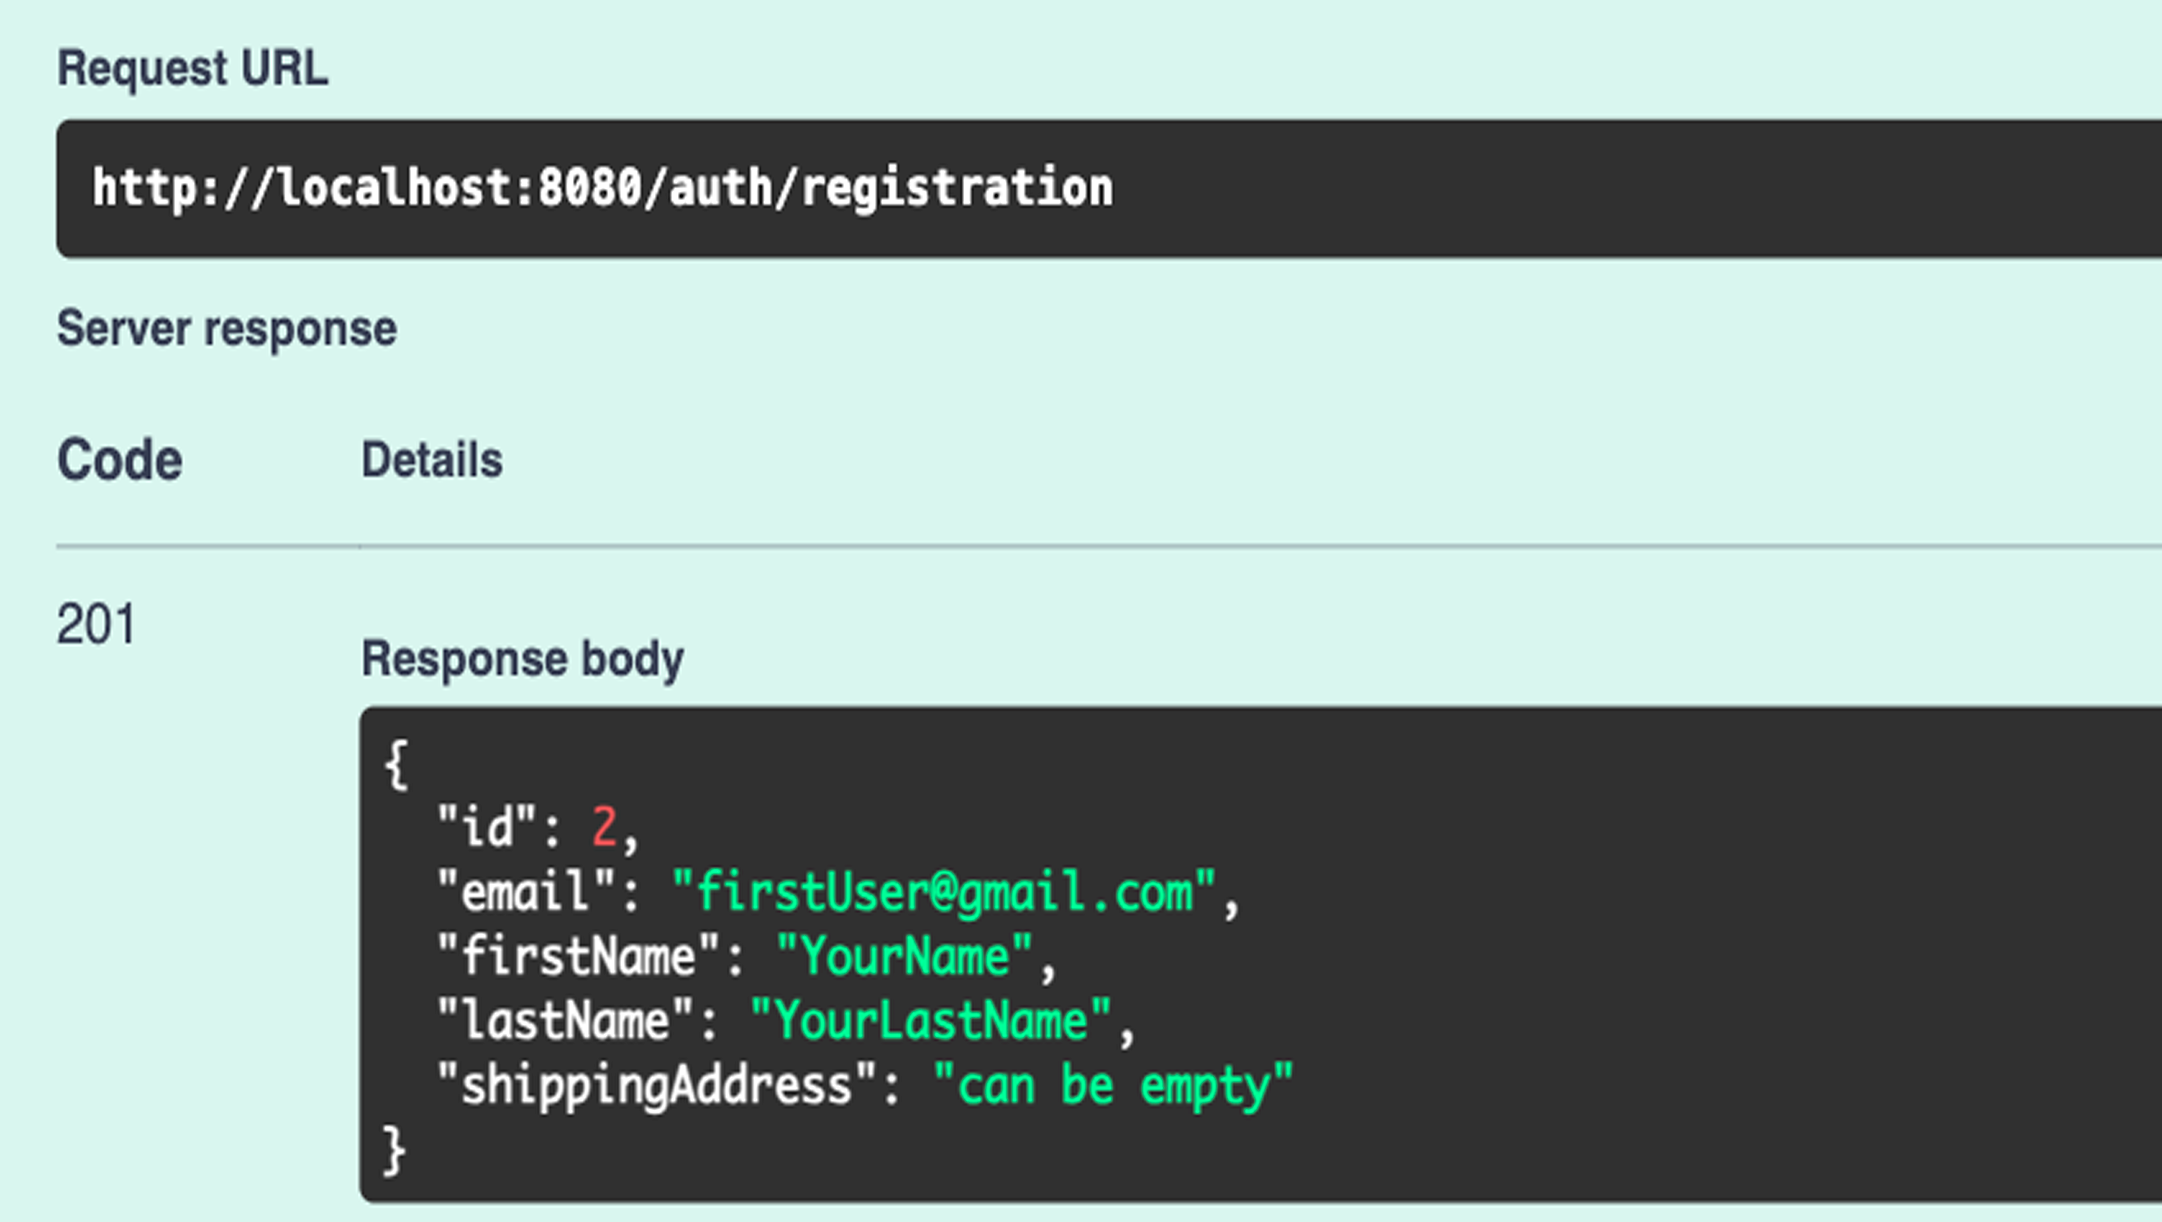 Request URL
http://localhost:8080/auth/registration
Server response
Code Details
201
Response body
{
  "id": 2,
  "email": "firstUser@gmail.com",
  "firstName": "YourName",
  "lastName": "YourLastName",
  "shippingAddress": "can be empty"
}